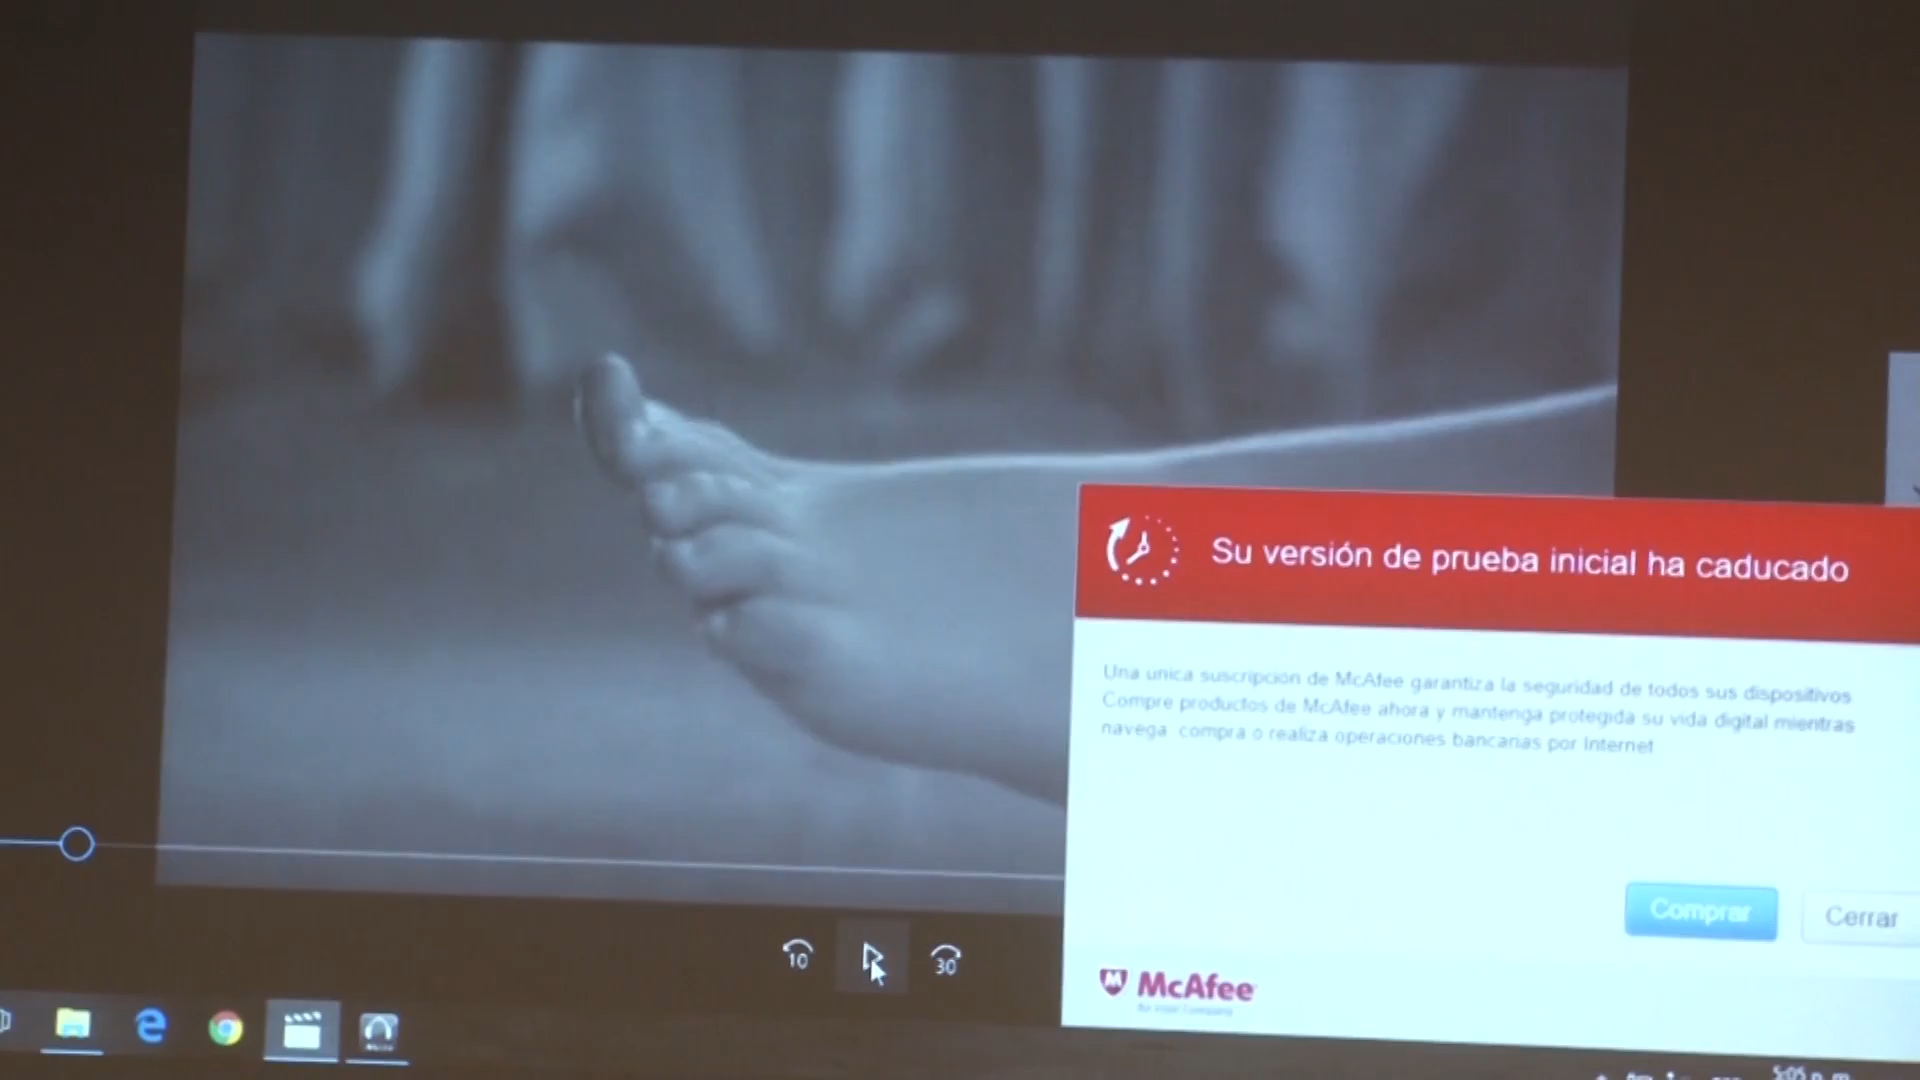 Su versión de prueba inicial ha caducado
Una unica suscripcion de McAfee garantiza la seguridad de todos sus dispositivos
Compre productos de McAfee ahora y mantenga protegida su vida digital mientras
navega compra o realiza operaciones bancarias por Internet
Comprar
Cerrar
10
30
McAfee
5:05 p. m.